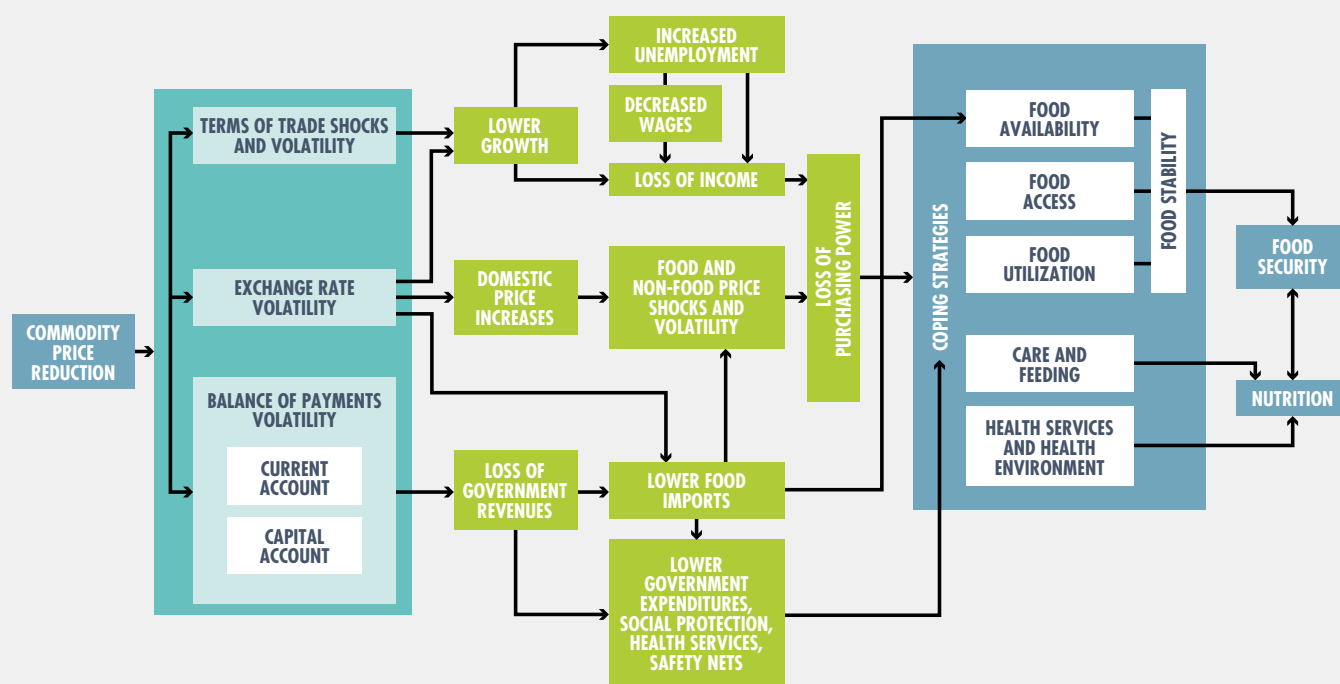 COMMODITY
PRICE
REDUCTION
TERMS OF TRADE SHOCKS
AND VOLATILITY
EXCHANGE RATE
VOLATILITY
BALANCE OF PAYMENTS
VOLATILITY
CURRENT
ACCOUNT
CAPITAL
ACCOUNT
LOWER
GROWTH
DOMESTIC
PRICE
INCREASES
LOSS OF
GOVERNMENT
REVENUES
INCREASED
UNEMPLOYMENT
DECREASED
WAGES
LOSS OF INCOME
FOOD AND
NON-FOOD PRICE
SHOCKS AND
VOLATILITY
LOWER FOOD
IMPORTS
LOWER
GOVERNMENT
EXPENDITURES,
SOCIAL PROTECTION,
HEALTH SERVICES,
SAFETY NETS
LOSS OF
PURCHASING POWER
COPING STRATEGIES
FOOD
AVAILABILITY
FOOD
ACCESS
FOOD
UTILIZATION
FOOD STABILITY
CARE AND
FEEDING
HEALTH SERVICES
AND HEALTH
ENVIRONMENT
FOOD
SECURITY
NUTRITION